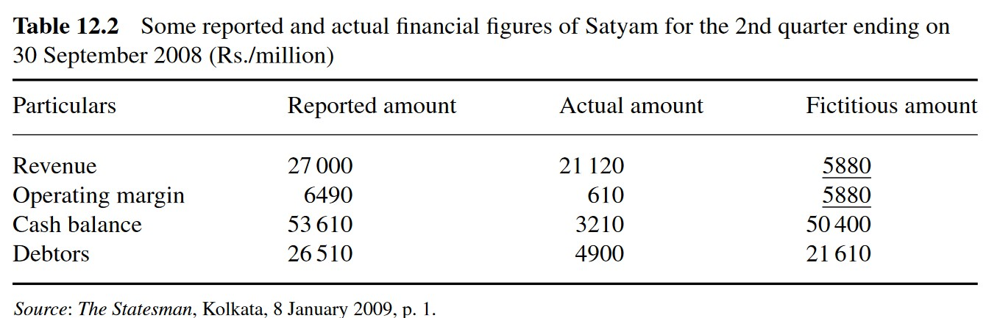 Table 12.2 Some reported and actual financial figures of Satyam for the 2nd quarter ending on
30 September 2008 (Rs./million)
Particulars Reported amount Actual amount Fictitious amount
Revenue 27 000 21 120 5880
Operating margin 6490 610 5880
Cash balance 53 610 3210 50 400
Debtors 26 510 4900 21 610
Source: The Statesman, Kolkata, 8 January 2009, p. 1.